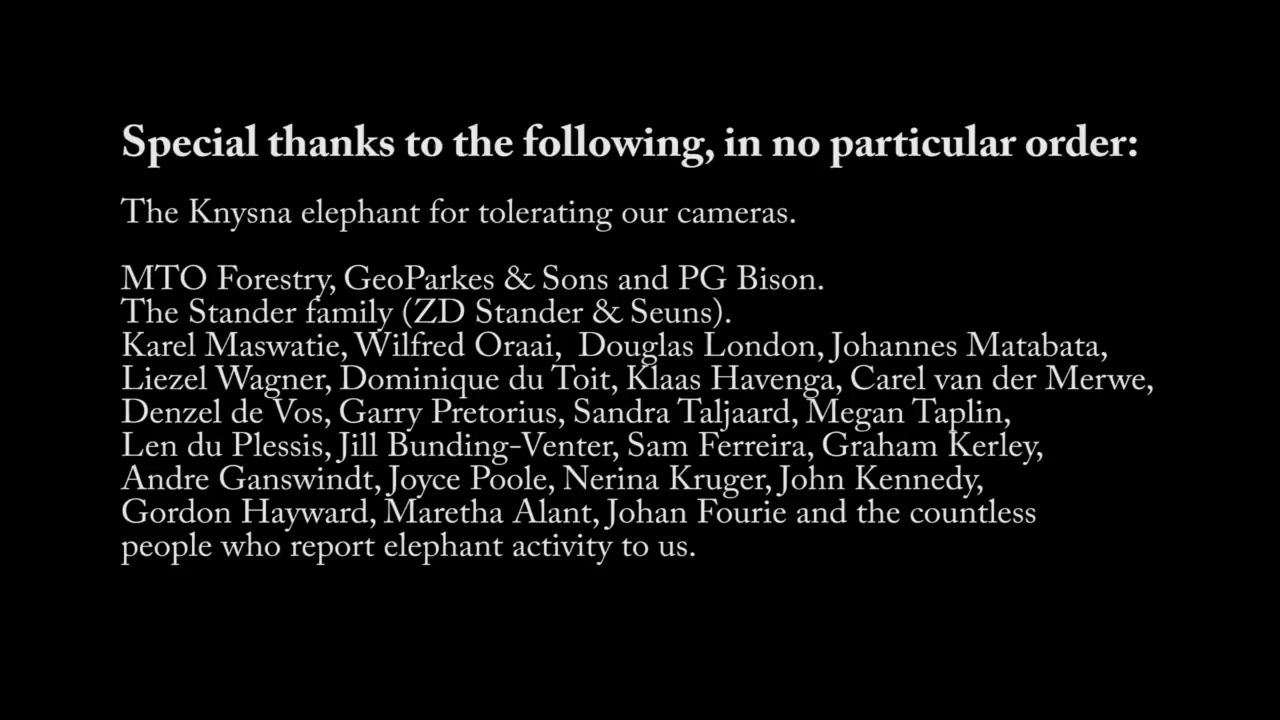 Special thanks to the following, in no particular order:
The Knysna elephant for tolerating our cameras.
MTO Forestry, GeoParkes & Sons and PG Bison.
The Stander family (ZD Stander & Seuns).
Karel Maswatie, Wilfred Oraai,  Douglas London, Johannes Matabata,
Liezel Wagner, Dominique du Toit, Klaas Havenga, Carel van der Merwe,
Denzel de Vos, Garry Pretorius, Sandra Taljaard, Megan Taplin,
Len du Plessis, Jill Bunding-Venter, Sam Ferreira, Graham Kerley,
Andre Ganswindt, Joyce Poole, Nerina Kruger, John Kennedy,
Gordon Hayward, Maretha Alant, Johan Fourie and the countless
people who report elephant activity to us.